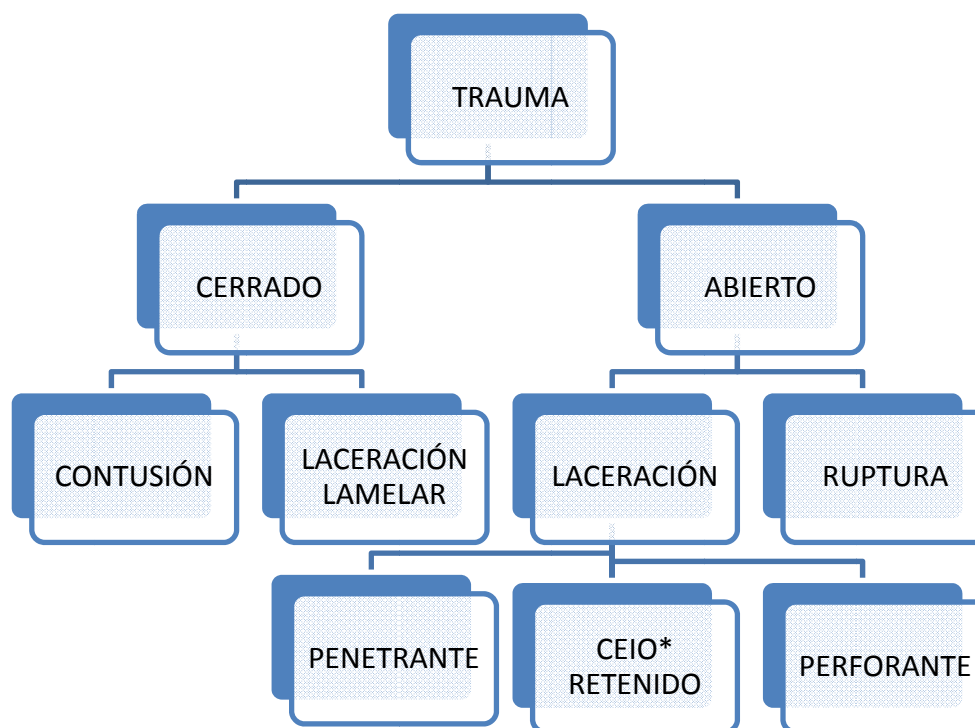 TRAUMA
CERRADO
ABIERTO
CONTUSIÓN
LACERACIÓN
LAMELAR
LACERACIÓN
RUPTURA
PENETRANTE
CEIO*
RETENIDO
PERFORANTE